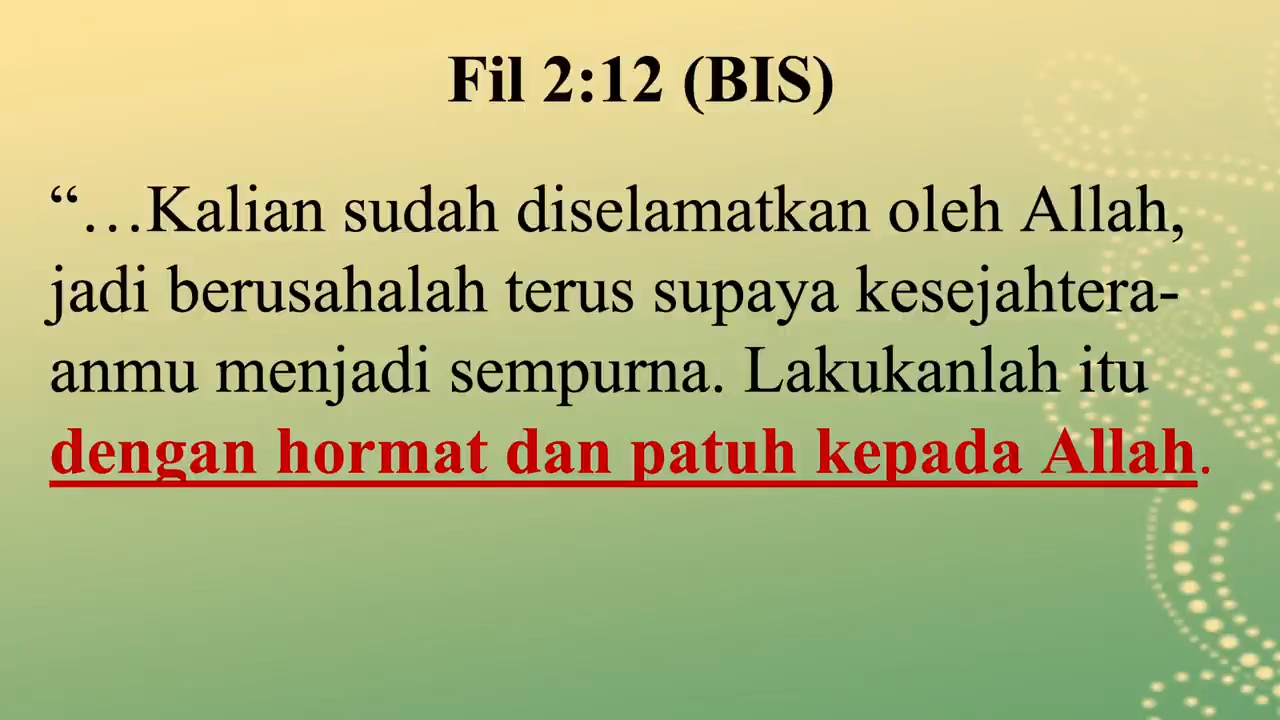 Fil 2:12 (BIS)
“…Kalian sudah diselamatkan oleh Allah,
jadi berusahalah terus supaya kesejahtera-
anmu menjadi sempurna. Lakukanlah itu
dengan hormat dan patuh kepada Allah.